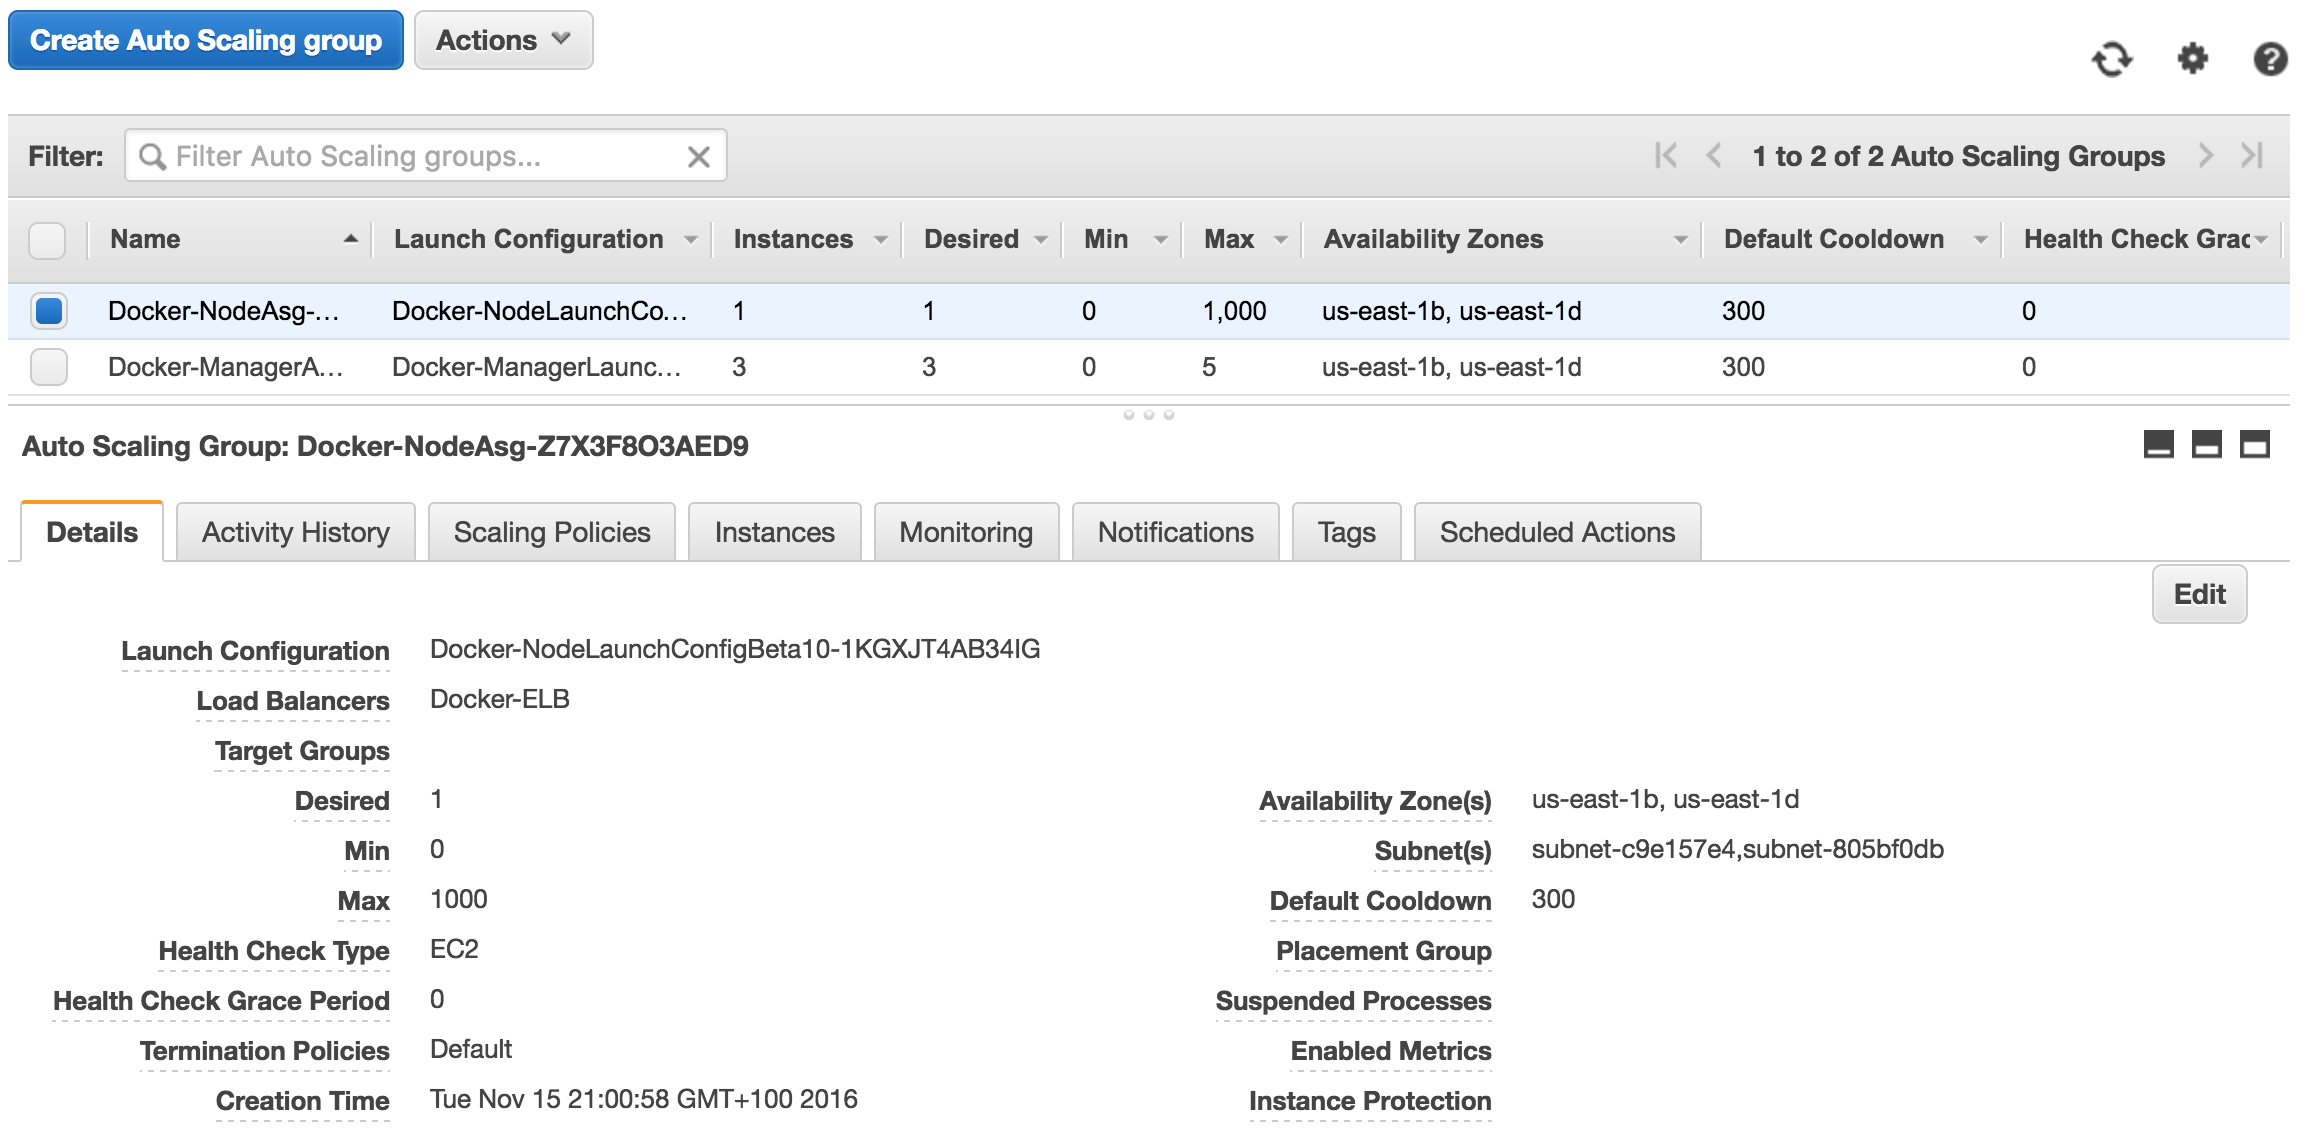 Create Auto Scaling group Actions
Filter: Filter Auto Scaling groups... 1 to 2 of 2 Auto Scaling Groups
Name Launch Configuration Instances Desired Min Max Availability Zones Default Cooldown Health Check Grac
Docker-NodeAsg-... Docker-NodeLaunchCo... 1 1 0 1,000 us-east-1b, us-east-1d 300 0
Docker-ManagerA... Docker-ManagerLaunc... 3 3 0 5 us-east-1b, us-east-1d 300 0
Auto Scaling Group: Docker-NodeAsg-Z7X3F8O3AED9
Details Activity History Scaling Policies Instances Monitoring Notifications Tags Scheduled Actions
Edit
Launch Configuration Docker-NodeLaunchConfigBeta10-1KGXJT4AB34IG
Load Balancers Docker-ELB
Target Groups
Desired 1 Availability Zone(s) us-east-1b, us-east-1d
Min 0 Subnet(s) subnet-c9e157e4,subnet-805bf0db
Max 1000 Default Cooldown 300
Health Check Type EC2 Placement Group
Health Check Grace Period 0 Suspended Processes
Termination Policies Default Enabled Metrics
Creation Time Tue Nov 15 21:00:58 GMT+100 2016 Instance Protection